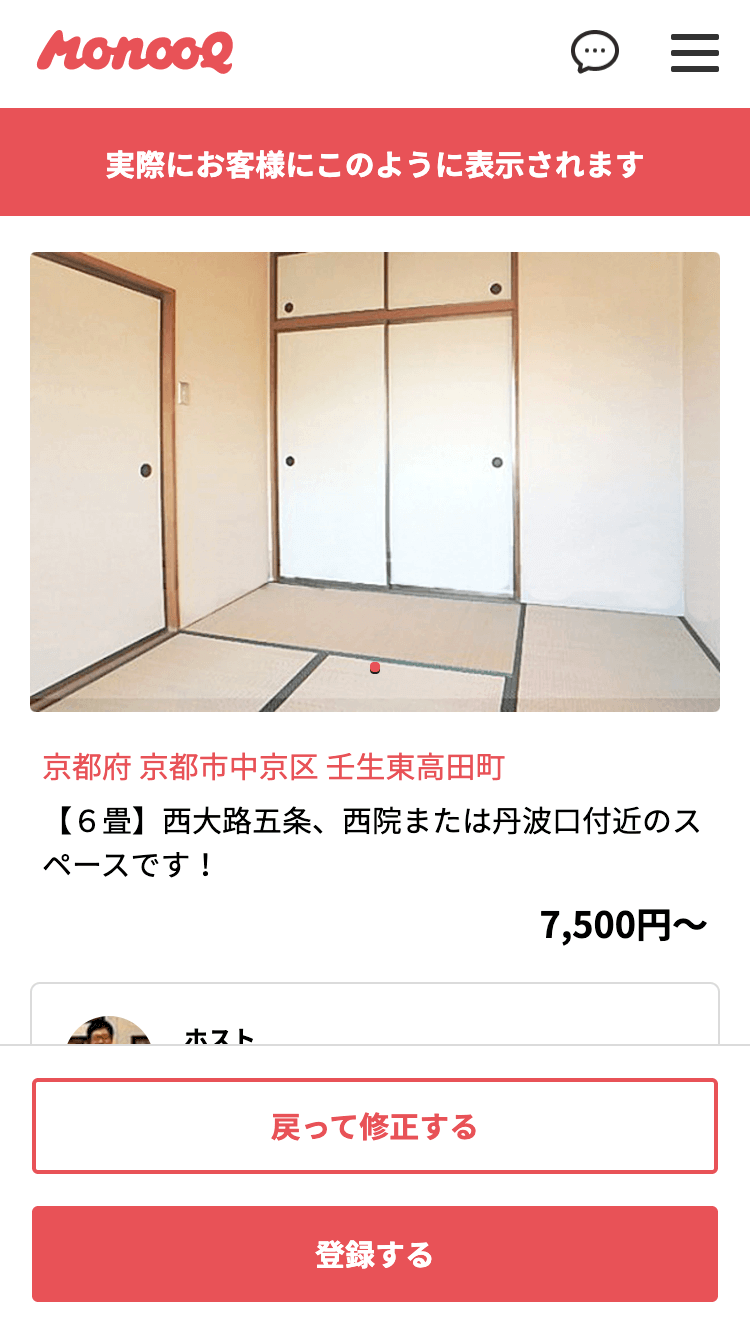 MonooQ
実際にお客様にこのように表示されます
京都府 京都市中京区 壬生東高田町
【６畳】西大路五条、西院または丹波口付近のス
ペースです！
7,500円〜
ホスト
戻って修正する
登録する